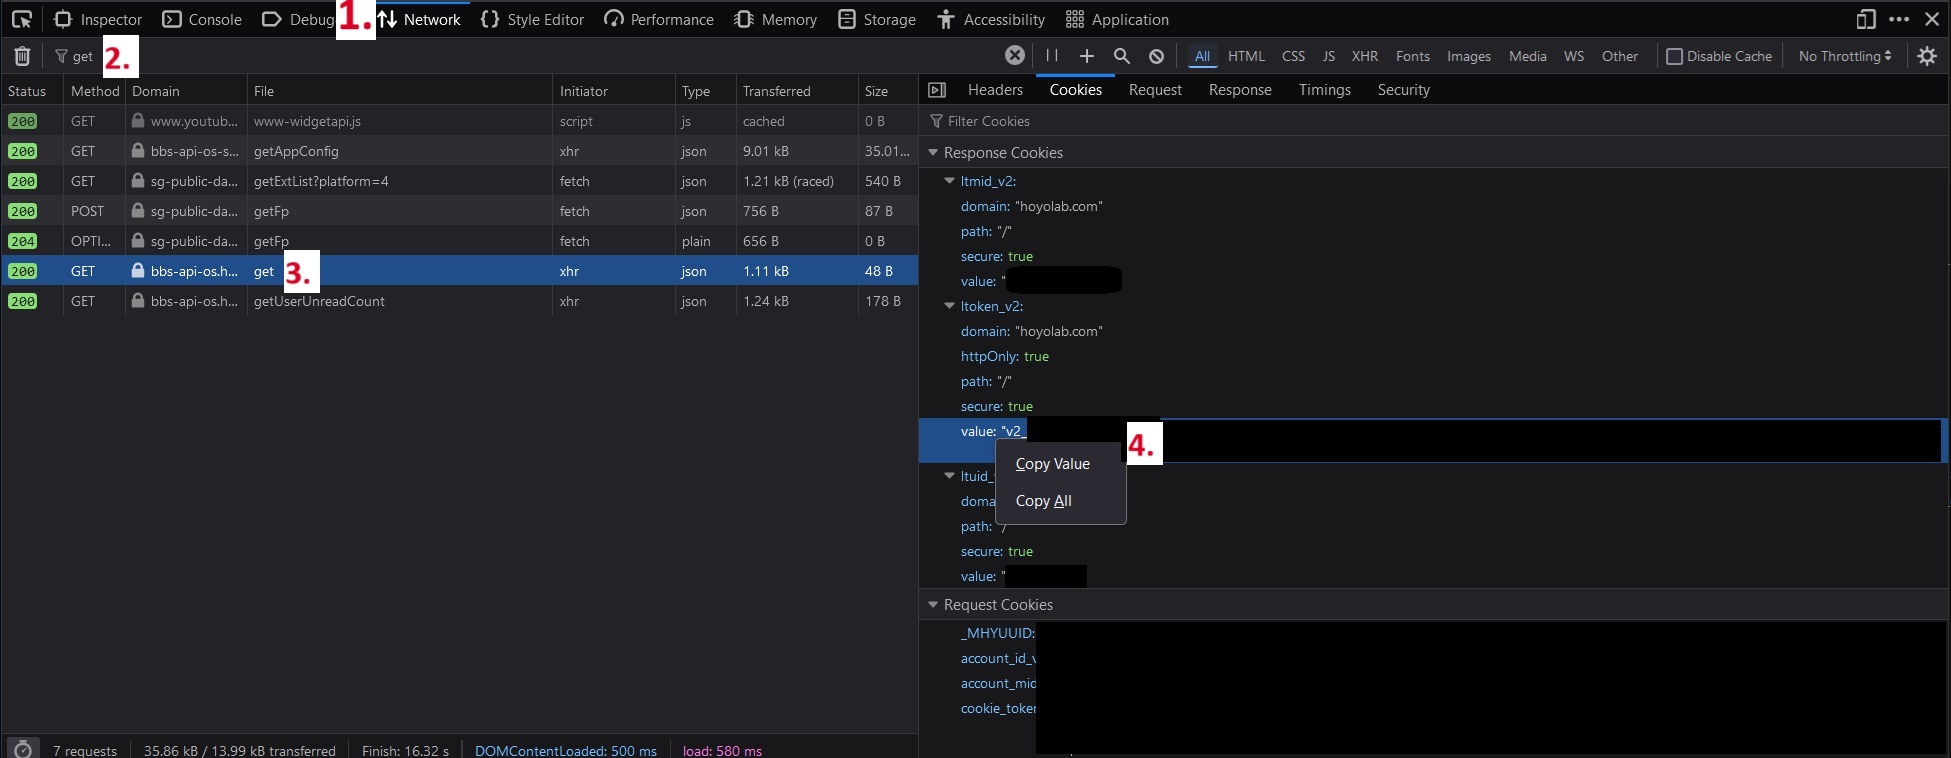 Inspector Console Debug 1. Network Style Editor Performance Memory Storage Accessibility Application
get 2. All HTML CSS JS XHR Fonts Images Media WS Other Disable Cache No Throttling
Status Method Domain File Initiator Type Transferred Size
200 GET www.youtub... www-widgetapi.js script js cached 0 B
200 GET bbs-api-os-s... getAppConfig xhr json 9.01 kB 35.01...
200 GET sg-public-da... getExtList?platform=4 fetch json 1.21 kB (raced) 540 B
200 POST sg-public-da... getFp fetch json 756 B 87 B
204 OPTI... sg-public-da... getFp fetch plain 656 B 0 B
200 GET bbs-api-os.h... get 3. xhr json 1.11 kB 48 B
200 GET bbs-api-os.h... getUserUnreadCount xhr json 1.24 kB 178 B
7 requests 35.86 kB / 13.99 kB transferred Finish: 16.32 s DOMContentLoaded: 500 ms load: 580 ms
Headers Cookies Request Response Timings Security
Filter Cookies
Response Cookies
ltmid_v2:
domain: "hoyolab.com"
path: "/"
secure: true
value: "
ltoken_v2:
domain: "hoyolab.com"
httpOnly: true
path: "/"
secure: true
value: "v2_ 4.
Copy Value
Copy All
ltuid_
doma
path: "/
secure: true
value: "
Request Cookies
_MHYUUID:
account_id_v
account_mid
cookie_token